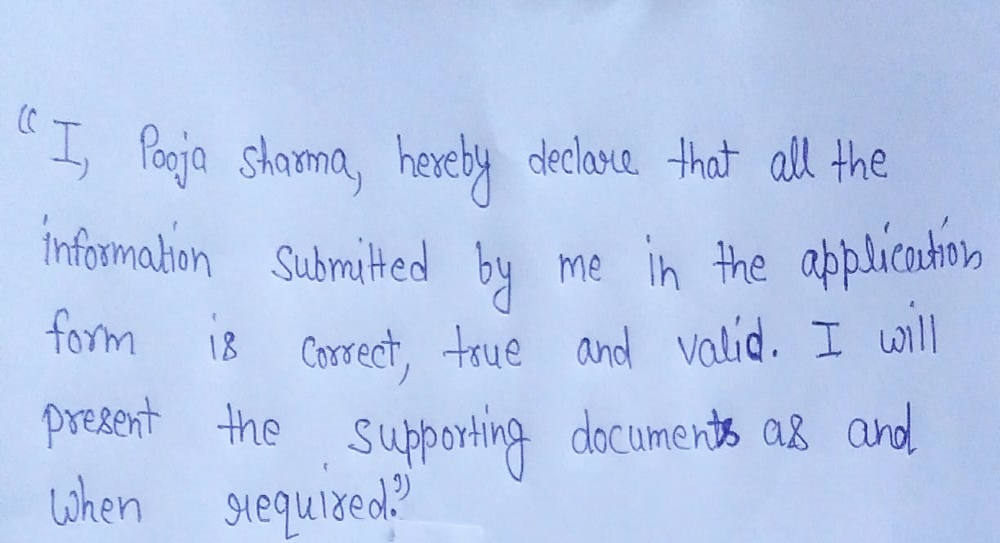 “I, Pooja Sharma, hereby declare that all the
information submitted by me in the application
form is correct, true and valid. I will
present the supporting documents as and
when required.”